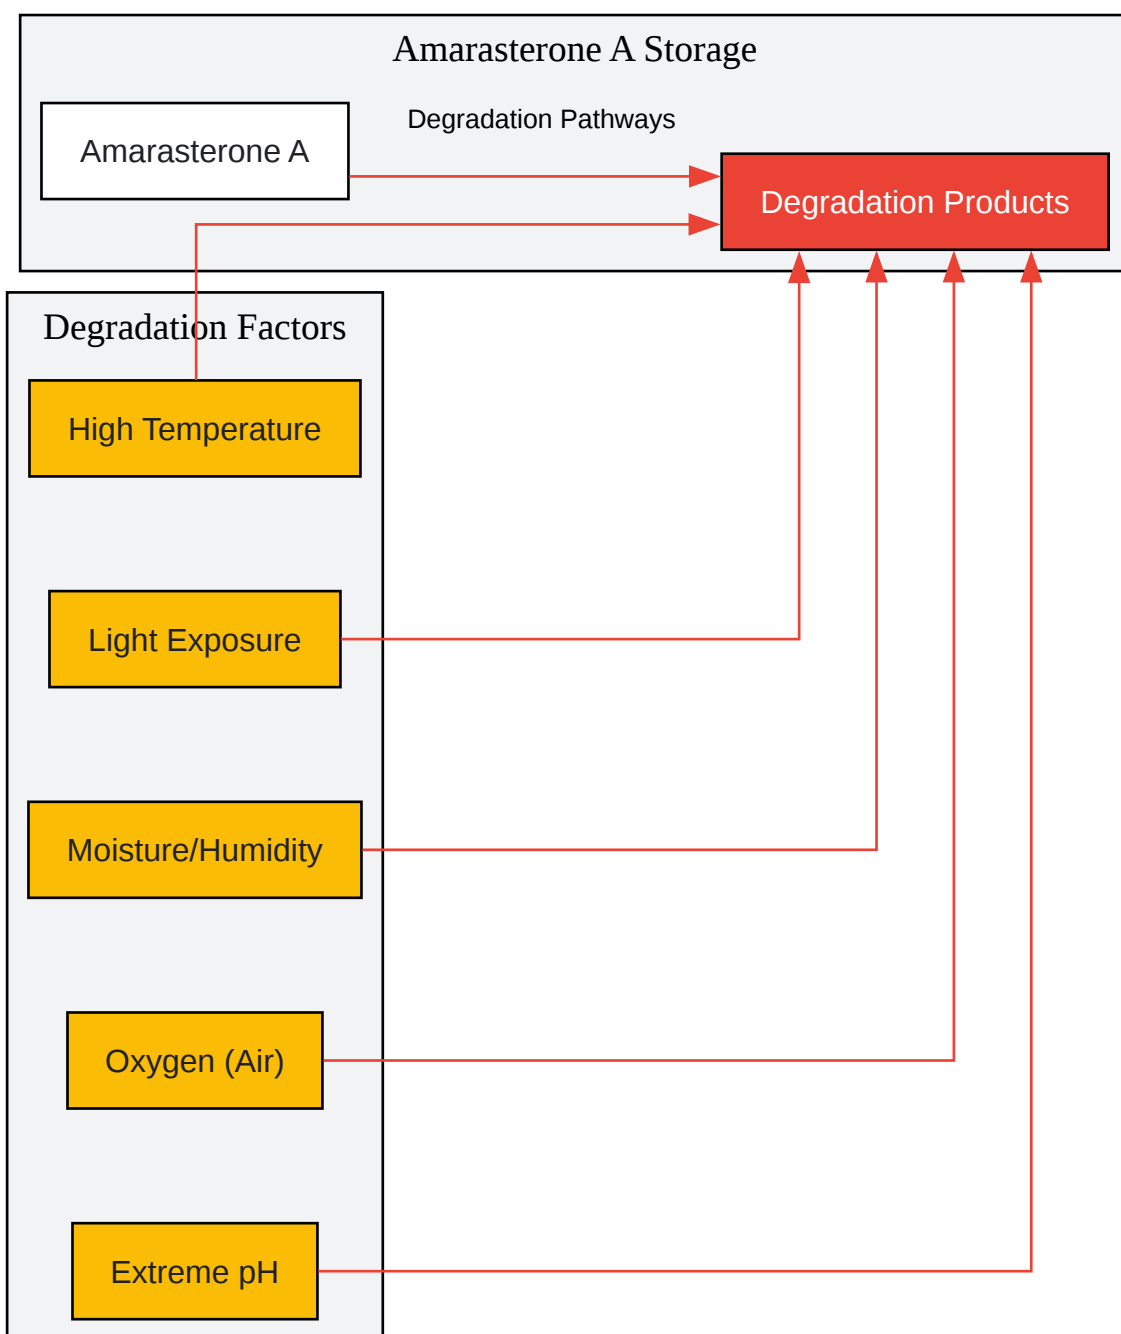 Amarasterone A Storage
Amarasterone A
Degradation Pathways
Degradation Products
Degradation Factors
High Temperature
Light Exposure
Moisture/Humidity
Oxygen (Air)
Extreme pH